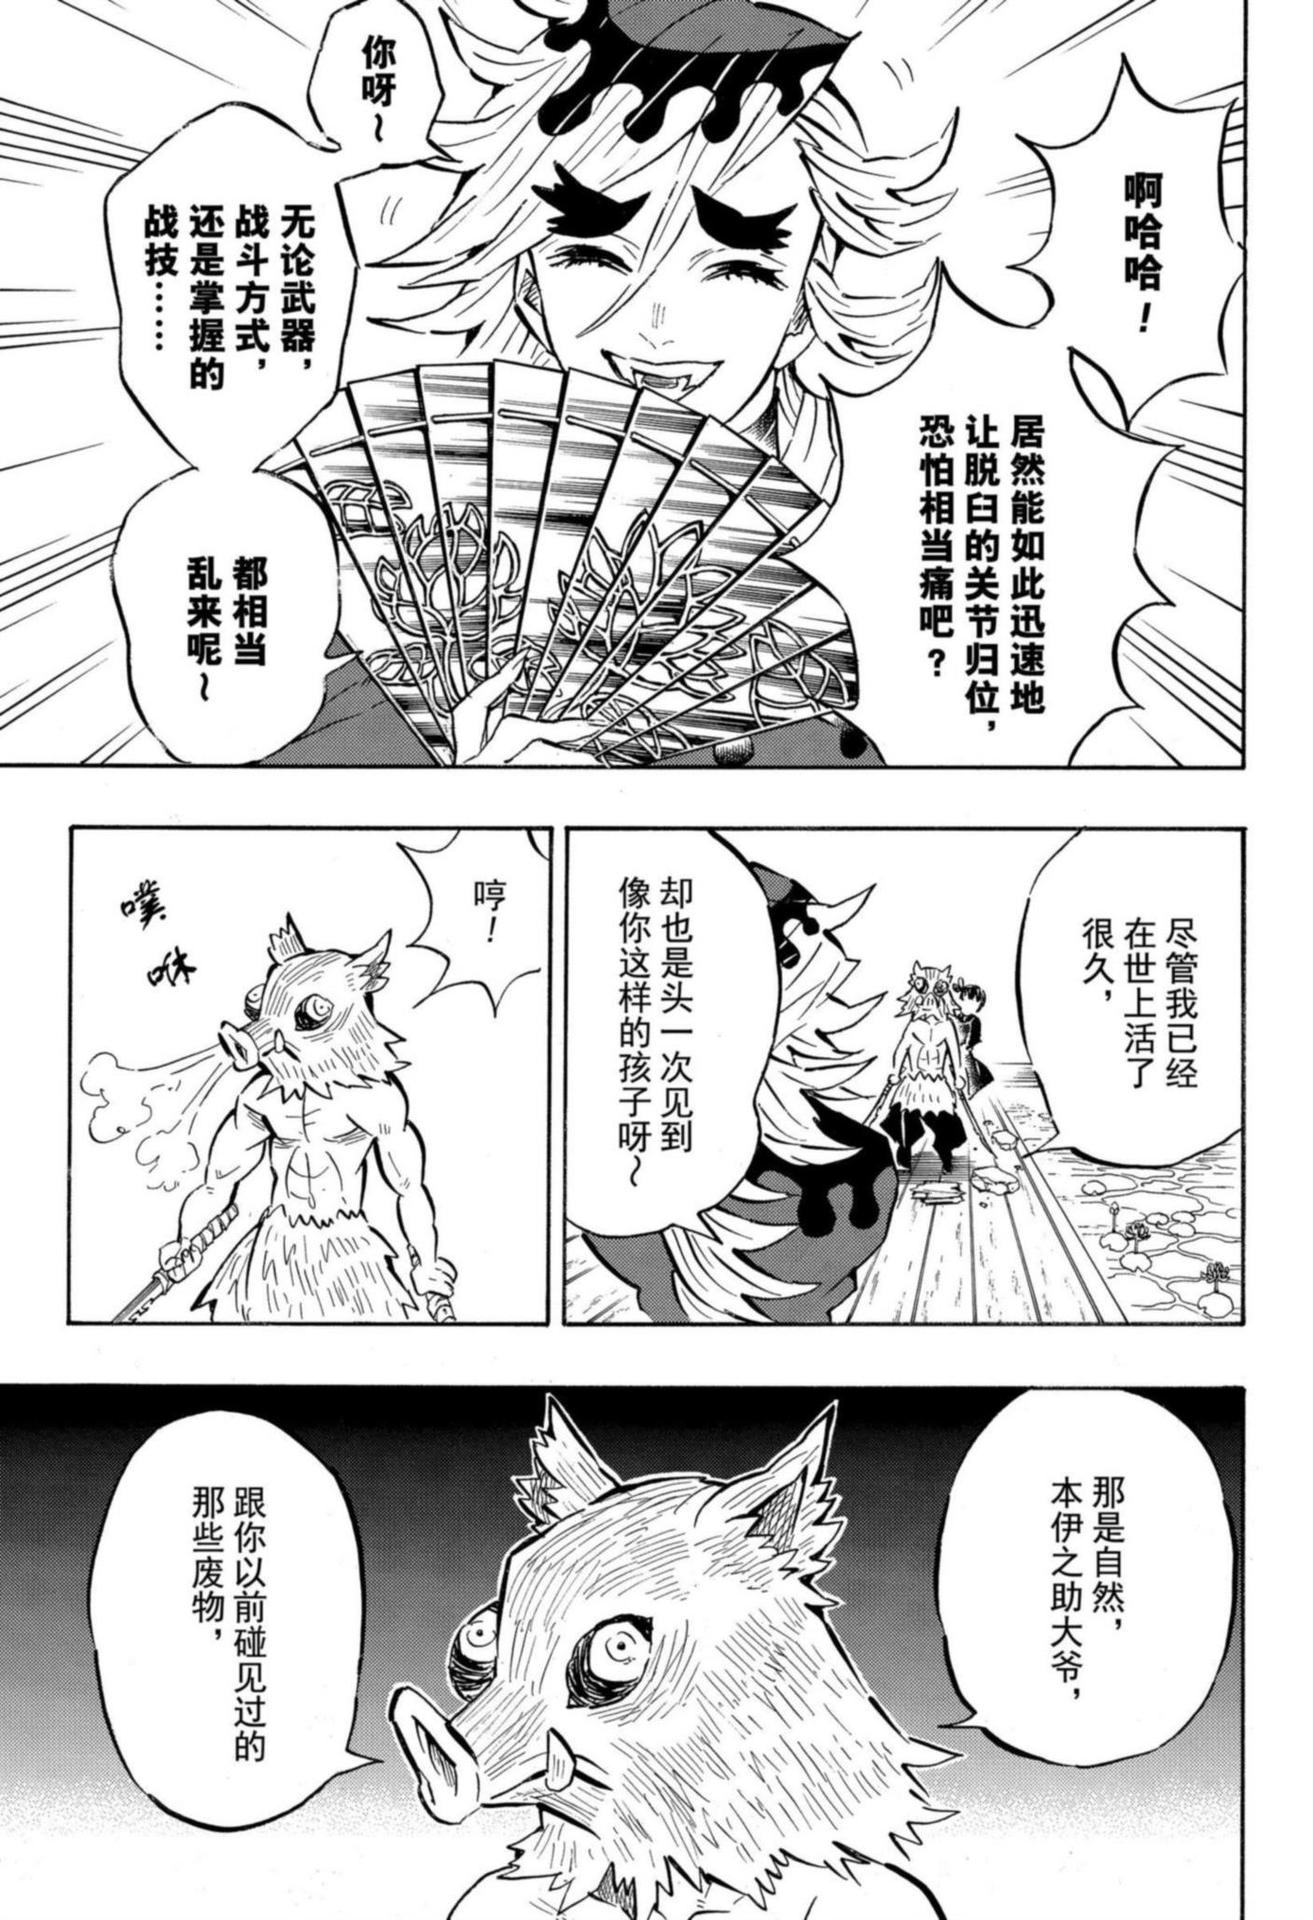 啊哈哈！
居然能如此迅速地
让脱臼的关节归位，
恐怕相当痛吧？
你呀～
无论武器，
战斗方式，
还是掌握的
战技……
都相当
乱来呢～
尽管我已经
在世上活了
很久，
却也是头一次见到
像你这样的孩子呀～
哼！
噗
咻
那是自然，
本伊之助大爷，
跟你以前碰见过的
那些废物，